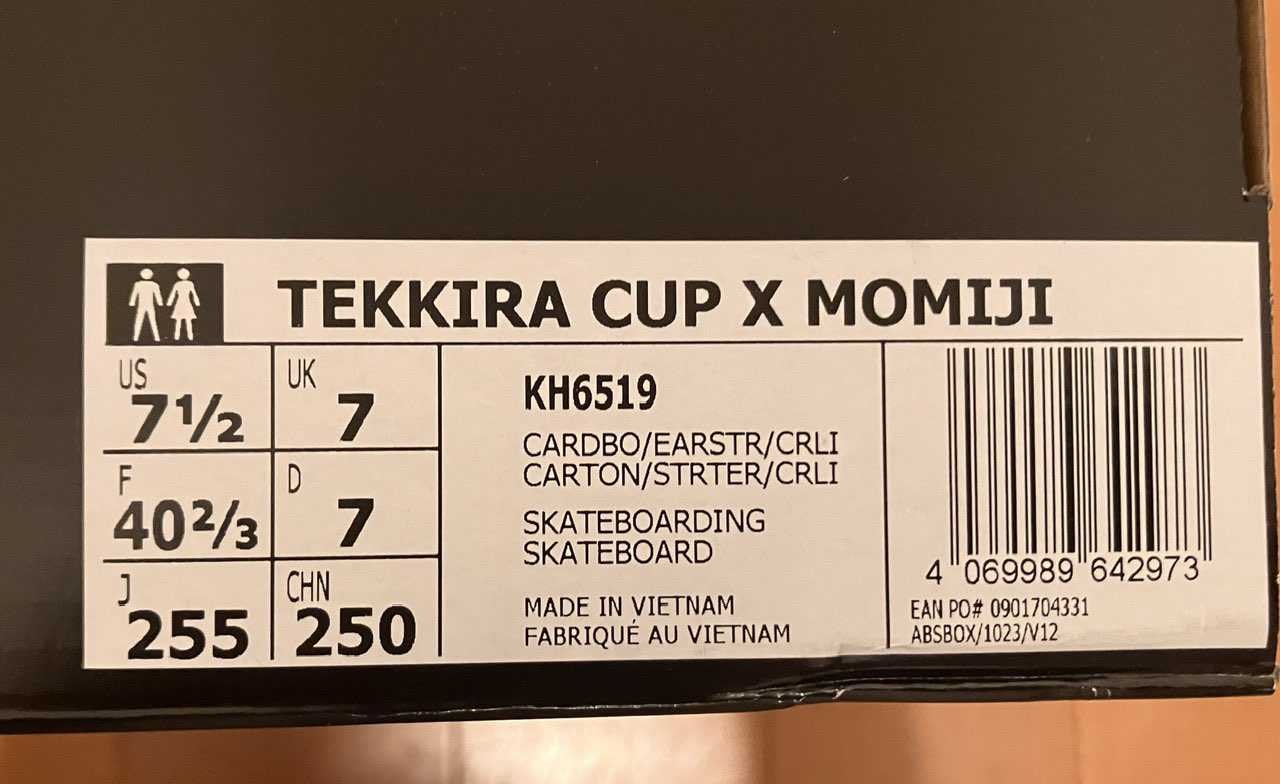 TEKKIRA CUP X MOMIJI
US
7½
UK
7
F
40⅔
D
7
J
255
CHN
250
KH6519
CARDBO/EARSTR/CRLI
CARTON/STRTER/CRLI
SKATEBOARDING
SKATEBOARD
MADE IN VIETNAM
FABRIQUÉ AU VIETNAM
4 069989 642973
EAN PO# 0901704331
ABSBOX/1023/V12